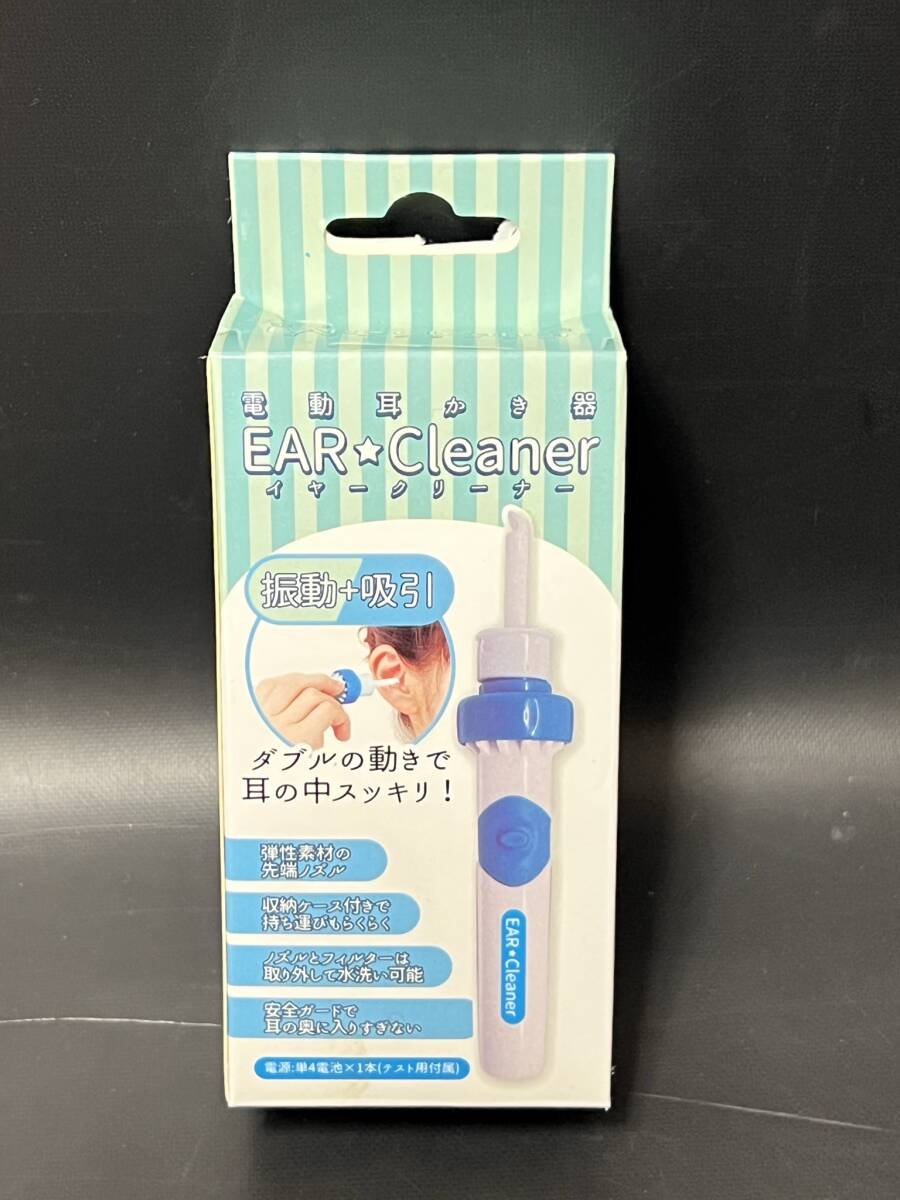 電動耳かき器
EAR★Cleaner
イヤークリーナー
振動+吸引
ダブルの動きで
耳の中スッキリ!
弾性素材の
先端ノズル
収納ケース付きで
持ち運びもらくらく
ノズルとフィルターは
取り外して水洗い可能
安全ガードで
耳の奥に入りすぎない
電源:単4電池×1本(テスト用付属)
EAR★Cleaner